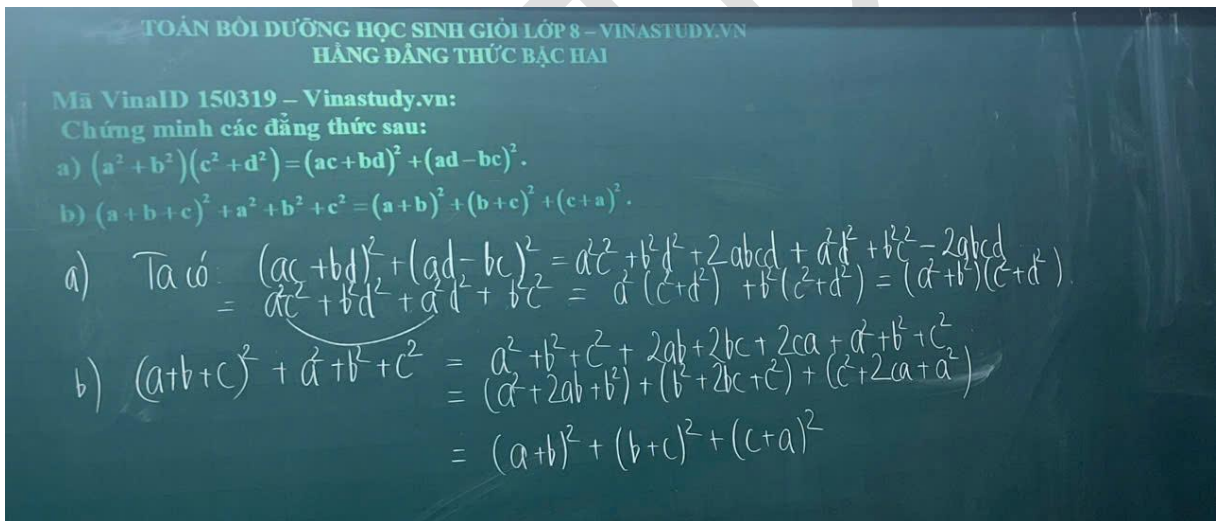 TOÁN BỒI DƯỠNG HỌC SINH GIỎI LỚP 8 – VINASTUDY.VN
HẰNG ĐẲNG THỨC BẬC HAI
Mã VinaID 150319 – Vinastudy.vn:
Chứng minh các đẳng thức sau:
a) (a² + b²)(c² + d²) = (ac + bd)² + (ad – bc)².
b) (a + b + c)² + a² + b² + c² = (a + b)² + (b + c)² + (c + a)².
a) Ta có: (ac + bd)² + (ad - bc)² = a²c² + b²d² + 2abcd + a²d² + b²c² - 2abcd
= a²c² + b²d² + a²d² + b²c² = a²(c²+d²) + b²(c²+d²) = (a²+b²)(c²+d²).
b) (a+b+c)² + a²+b²+c² = a²+b²+c² + 2ab+2bc+2ca + a²+b²+c²
= (a²+2ab+b²) + (b²+2bc+c²) + (c²+2ca+a²)
= (a+b)² + (b+c)² + (c+a)²